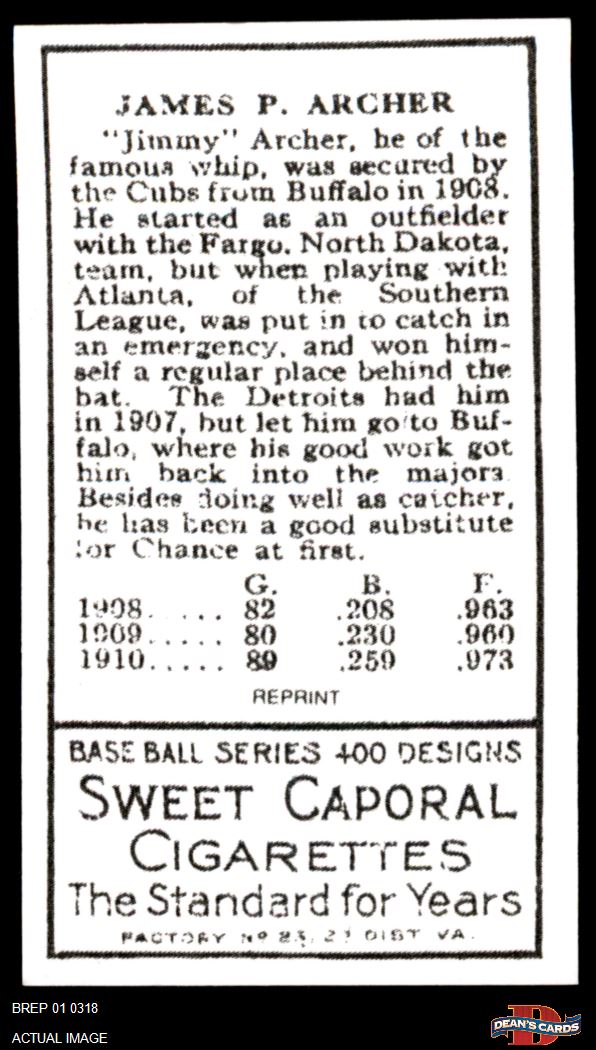 JAMES P. ARCHER
"Jimmy" Archer, he of the
famous whip, was secured by
the Cubs from Buffalo in 1908.
He started as an outfielder
with the Fargo, North Dakota,
team, but when playing with
Atlanta, of the Southern
League, was put in to catch in
an emergency, and won him-
self a regular place behind the
bat. The Detroits had him
in 1907, but let him go to Buf-
falo, where his good work got
him back into the majors.
Besides doing well as catcher,
he has been a good substitute
for Chance at first.
G. B. F.
1908..... 82 .208 .963
1909..... 80 .230 .960
1910..... 89 .259 .973
REPRINT
BASE BALL SERIES 400 DESIGNS
SWEET CAPORAL
CIGARETTES
The Standard for Years
FACTORY No 25, 2d DIST VA.
BREP 01 0318
ACTUAL IMAGE
D
DEAN'S CARDS